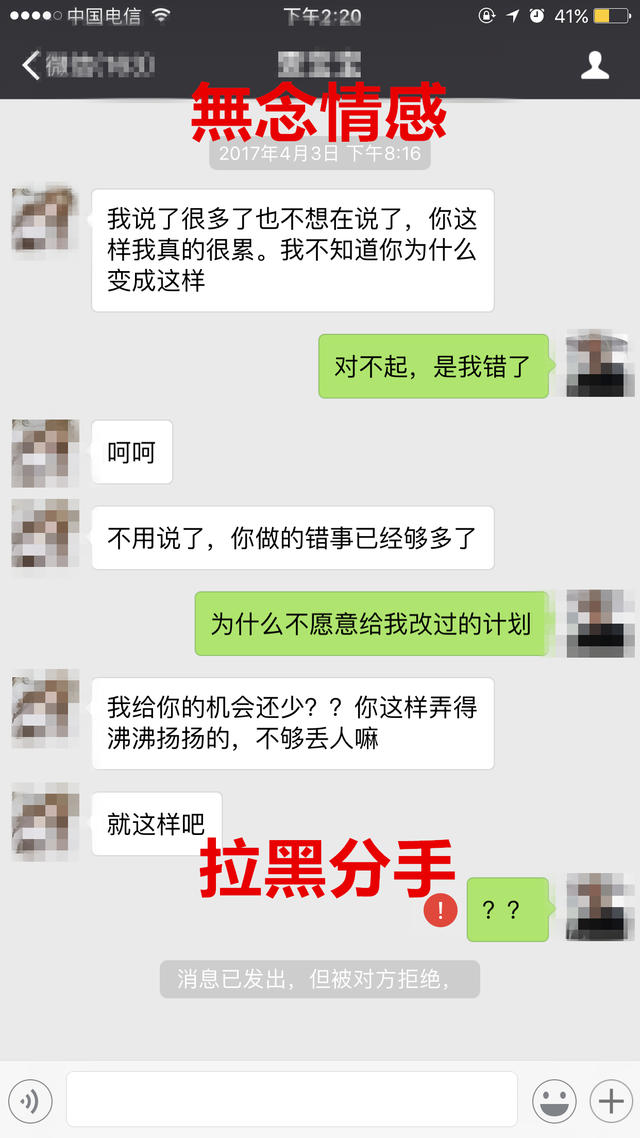 中国电信
下午2:20
41%
無念情感
2017年4月3日 下午8:16
我说了很多了也不想在说了，你这
样我真的很累。我不知道你为什么
变成这样
对不起，是我错了
呵呵
不用说了，你做的错事已经够多了
为什么不愿意给我改过的计划
我给你的机会还少？？你这样弄得
沸沸扬扬的，不够丢人嘛
就这样吧
拉黑分手
！
？？
消息已发出，但被对方拒绝，